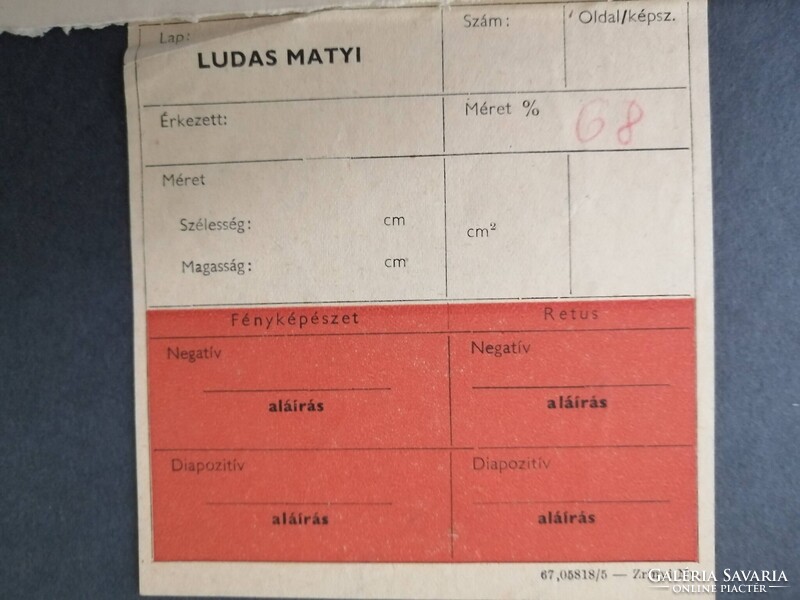 Lap: Szám: Oldal/képsz.
LUDAS MATYI
Érkezett: Méret % 68
Méret
Szélesség: cm cm²
Magasság: cm
Fényképészet Retus
Negatív Negatív
aláírás aláírás
Diapozitív Diapozitív
aláírás aláírás
67,05818/5 —
GALÉRIA SAVARIA
ONLINE PIACTÉR